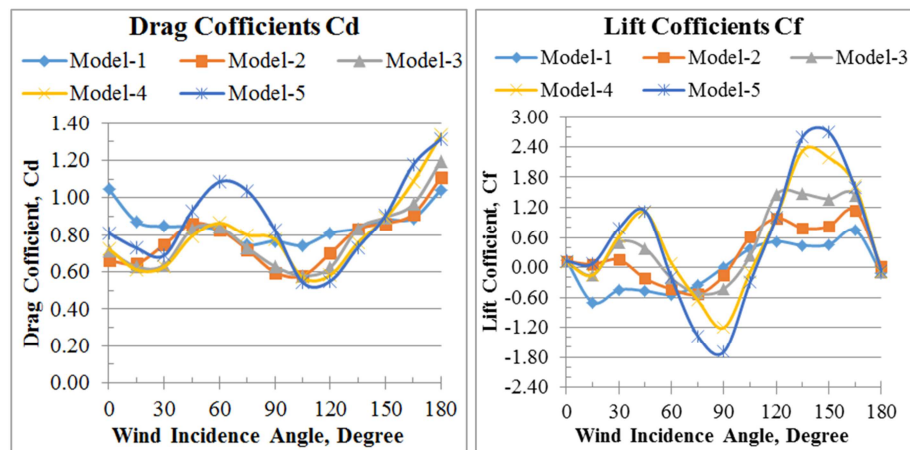 Drag Cofficients Cd
Model-1 Model-2 Model-3
Model-4 Model-5
1.40
1.20
1.00
0.80
0.60
0.40
0.20
0.00
Drag Cofficient, Cd
0 30 60 90 120 150 180
Wind Incidence Angle, Degree
Lift Cofficients Cf
Model-1 Model-2 Model-3
Model-4 Model-5
3.00
2.40
1.80
1.20
0.60
0.00
-0.60
-1.20
-1.80
-2.40
Lift Cofficient, Cf
0 30 60 90 120 150 180
Wind Incidence Angle, Degree